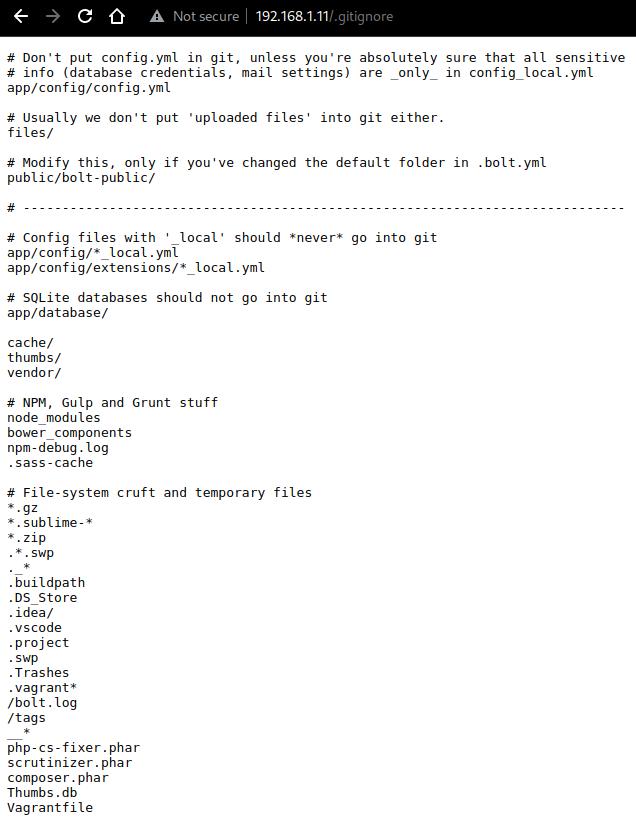 Not secure 192.168.1.11/.gitignore
# Don't put config.yml in git, unless you're absolutely sure that all sensitive
# info (database credentials, mail settings) are _only_ in config_local.yml
app/config/config.yml
# Usually we don't put 'uploaded files' into git either.
files/
# Modify this, only if you've changed the default folder in .bolt.yml
public/bolt-public/
# -----------------------------------------------------------------------------
# Config files with '_local' should *never* go into git
app/config/*_local.yml
app/config/extensions/*_local.yml
# SQLite databases should not go into git
app/database/
cache/
thumbs/
vendor/
# NPM, Gulp and Grunt stuff
node_modules
bower_components
npm-debug.log
.sass-cache
# File-system cruft and temporary files
*.gz
*.sublime-*
*.zip
.*.swp
._*
.buildpath
.DS_Store
.idea/
.vscode
.project
.swp
.Trashes
.vagrant*
/bolt.log
/tags
__*
php-cs-fixer.phar
scrutinizer.phar
composer.phar
Thumbs.db
Vagrantfile